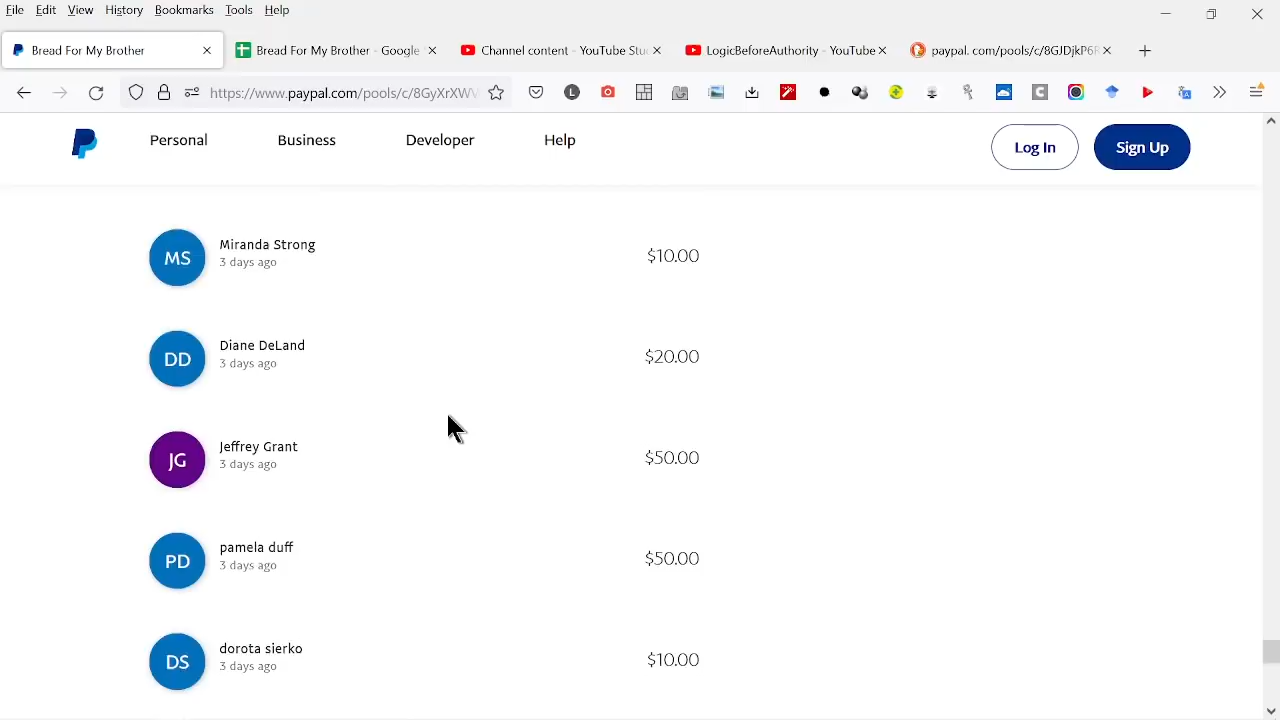 File Edit View History Bookmarks Tools Help
Bread For My Brother
Bread For My Brother - Google
Channel content - YouTube Stu
LogicBeforeAuthority - YouTube
paypal. com/pools/c/8GJDjkP6R
https://www.paypal.com/pools/c/8GyXrXWV
Personal Business Developer Help
Log In
Sign Up
MS
Miranda Strong
3 days ago
$10.00
DD
Diane DeLand
3 days ago
$20.00
JG
Jeffrey Grant
3 days ago
$50.00
PD
pamela duff
3 days ago
$50.00
DS
dorota sierko
3 days ago
$10.00